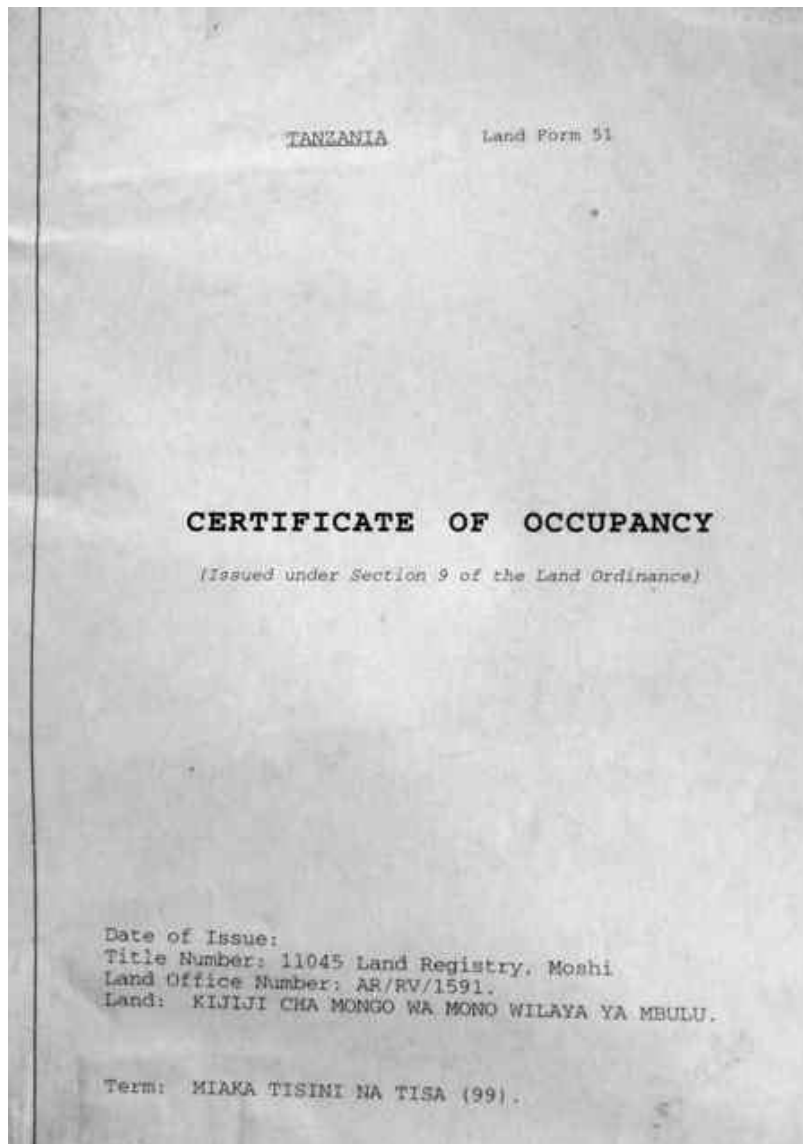 TANZANIA Land Form 51
CERTIFICATE OF OCCUPANCY
(Issued under Section 9 of the Land Ordinance)
Date of Issue:
Title Number: 11045 Land Registry, Moshi
Land Office Number: AR/RV/1591.
Land: KIJIJI CHA MONGO WA MONO WILAYA YA MBULU.
Term: MIAKA TISINI NA TISA (99).